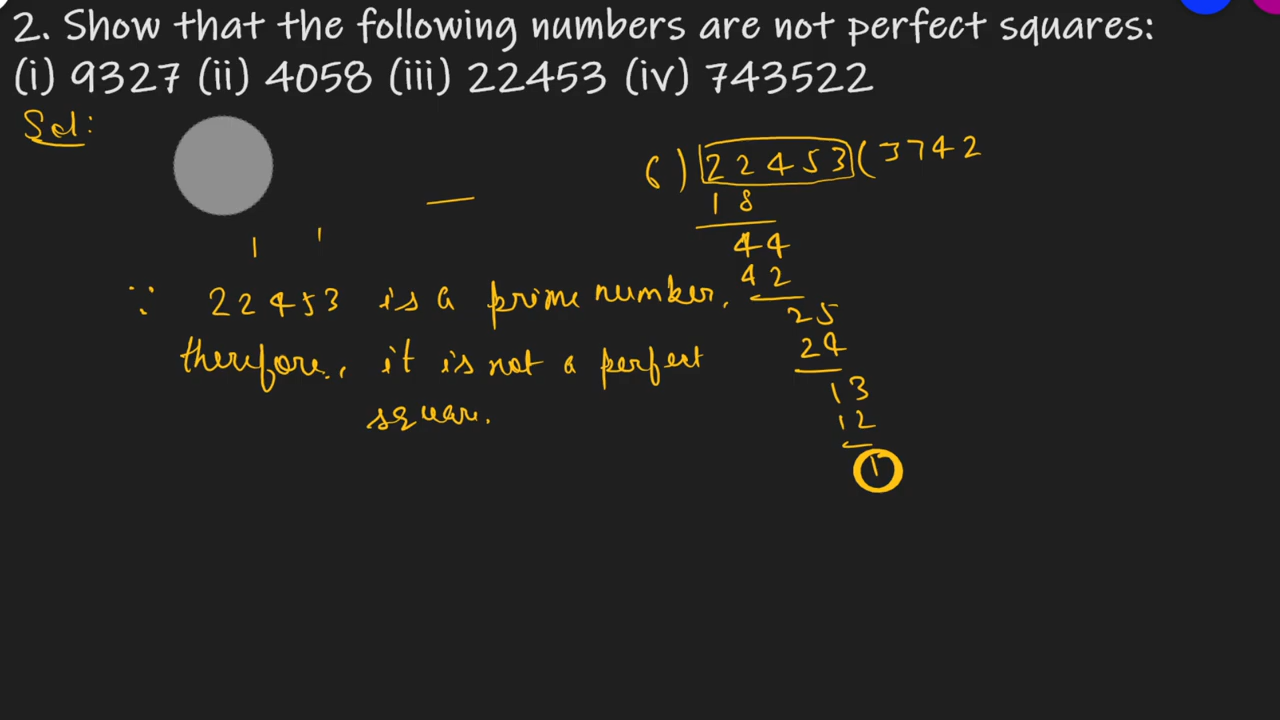 2. Show that the following numbers are not perfect squares:
(i) 9327 (ii) 4058 (iii) 22453 (iv) 743522
Sol:
6 ) 22453 ( 3742
18
44
42
25
24
13
12
1
∵ 22453 is a prime number.
therefore, it is not a perfect
square.